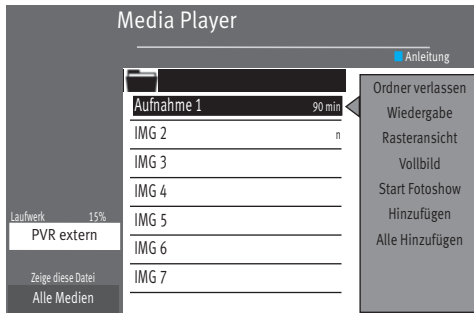 Media Player
Anleitung
Aufnahme 1 90 min
IMG 2 n
IMG 3
IMG 4
IMG 5
IMG 6
IMG 7
Ordner verlassen
Wiedergabe
Rasteransicht
Vollbild
Start Fotoshow
Hinzufügen
Alle Hinzufügen
Laufwerk 15%
PVR extern
Zeige diese Datei
Alle Medien